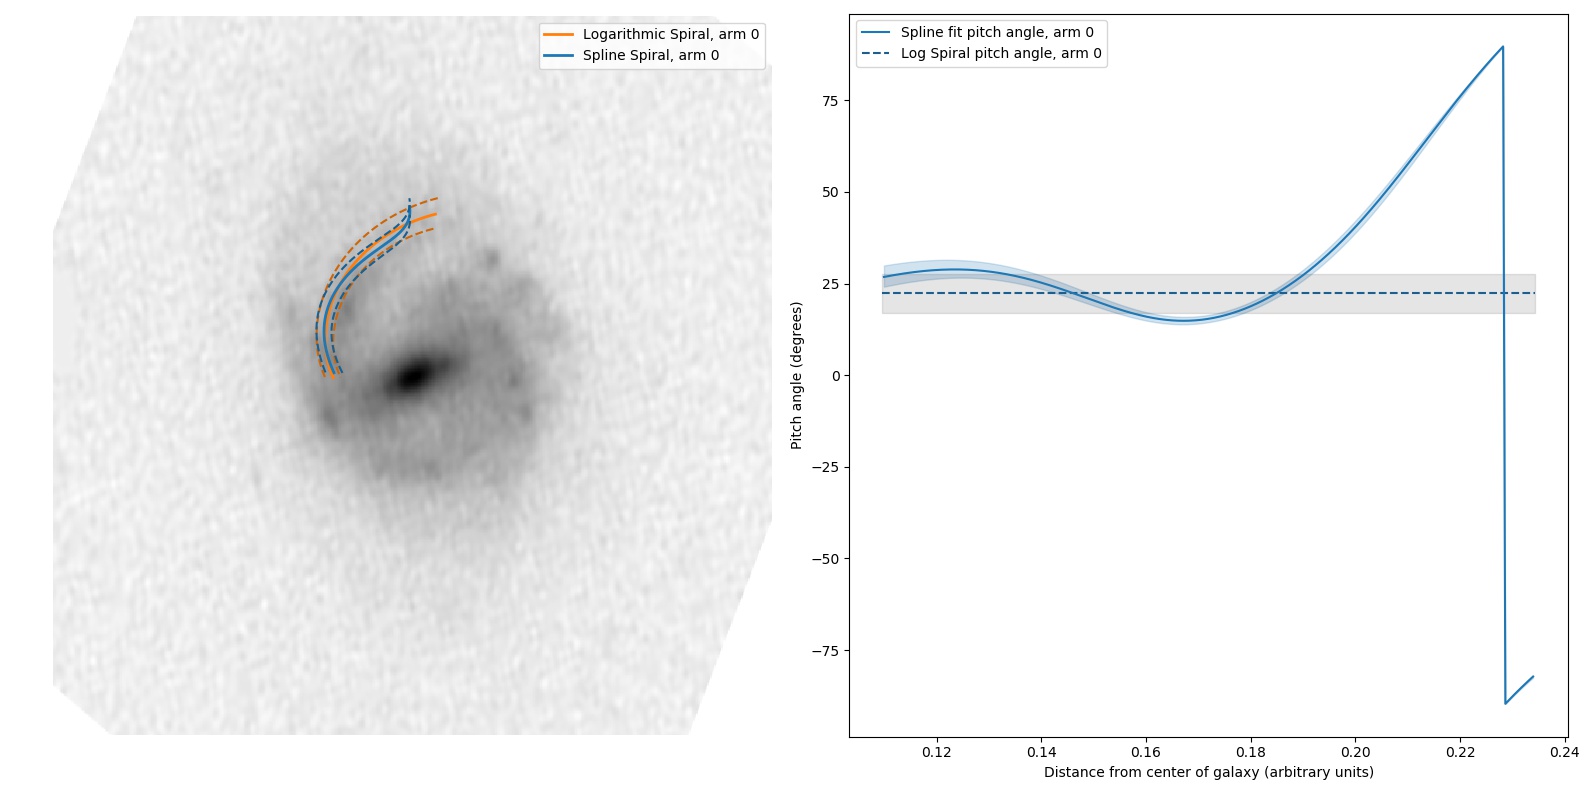 Logarithmic Spiral, arm 0
Spline Spiral, arm 0
Spline fit pitch angle, arm 0
Log Spiral pitch angle, arm 0
Pitch angle (degrees)
75
50
25
0
−25
−50
−75
0.12 0.14 0.16 0.18 0.20 0.22 0.24
Distance from center of galaxy (arbitrary units)